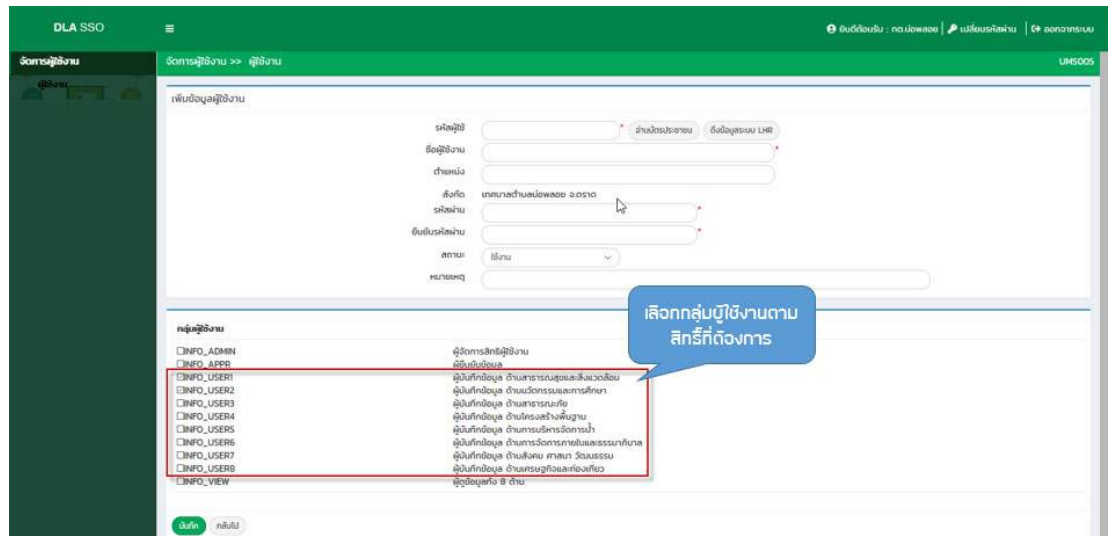 DLA SSO
ยินดีต้อนรับ : ทต.บ่อพลอย | เปลี่ยนรหัสผ่าน | ออกจากระบบ
จัดการผู้ใช้งาน
จัดการผู้ใช้งาน >> ผู้ใช้งาน
UMS005
ผู้ใช้งาน
เพิ่มข้อมูลผู้ใช้งาน
รหัสผู้ใช้ * อ่านบัตรประชาชน ดึงข้อมูลระบบ LHR
ชื่อผู้ใช้งาน *
ตำแหน่ง
สังกัด เทศบาลตำบลบ่อพลอย จ.ตราด
รหัสผ่าน *
ยืนยันรหัสผ่าน *
สถานะ ใช้งาน
หมายเหตุ
เลือกกลุ่มผู้ใช้งานตาม
สิทธิ์ที่ต้องการ
กลุ่มผู้ใช้งาน
INFO_ADMIN ผู้จัดการสิทธิผู้ใช้งาน
INFO_APPR ผู้ยืนยันข้อมูล
INFO_USER1 ผู้บันทึกข้อมูล ด้านสาธารณสุขและสิ่งแวดล้อม
INFO_USER2 ผู้บันทึกข้อมูล ด้านนวัตกรรมและการศึกษา
INFO_USER3 ผู้บันทึกข้อมูล ด้านสาธารณะภัย
INFO_USER4 ผู้บันทึกข้อมูล ด้านโครงสร้างพื้นฐาน
INFO_USER5 ผู้บันทึกข้อมูล ด้านการบริหารจัดการน้ำ
INFO_USER6 ผู้บันทึกข้อมูล ด้านการจัดการภายในและธรรมาภิบาล
INFO_USER7 ผู้บันทึกข้อมูล ด้านสังคม ศาสนา วัฒนธรรม
INFO_USER8 ผู้บันทึกข้อมูล ด้านเศรษฐกิจและท่องเที่ยว
INFO_VIEW ผู้ดูข้อมูลทั้ง 8 ด้าน
บันทึก กลับไป